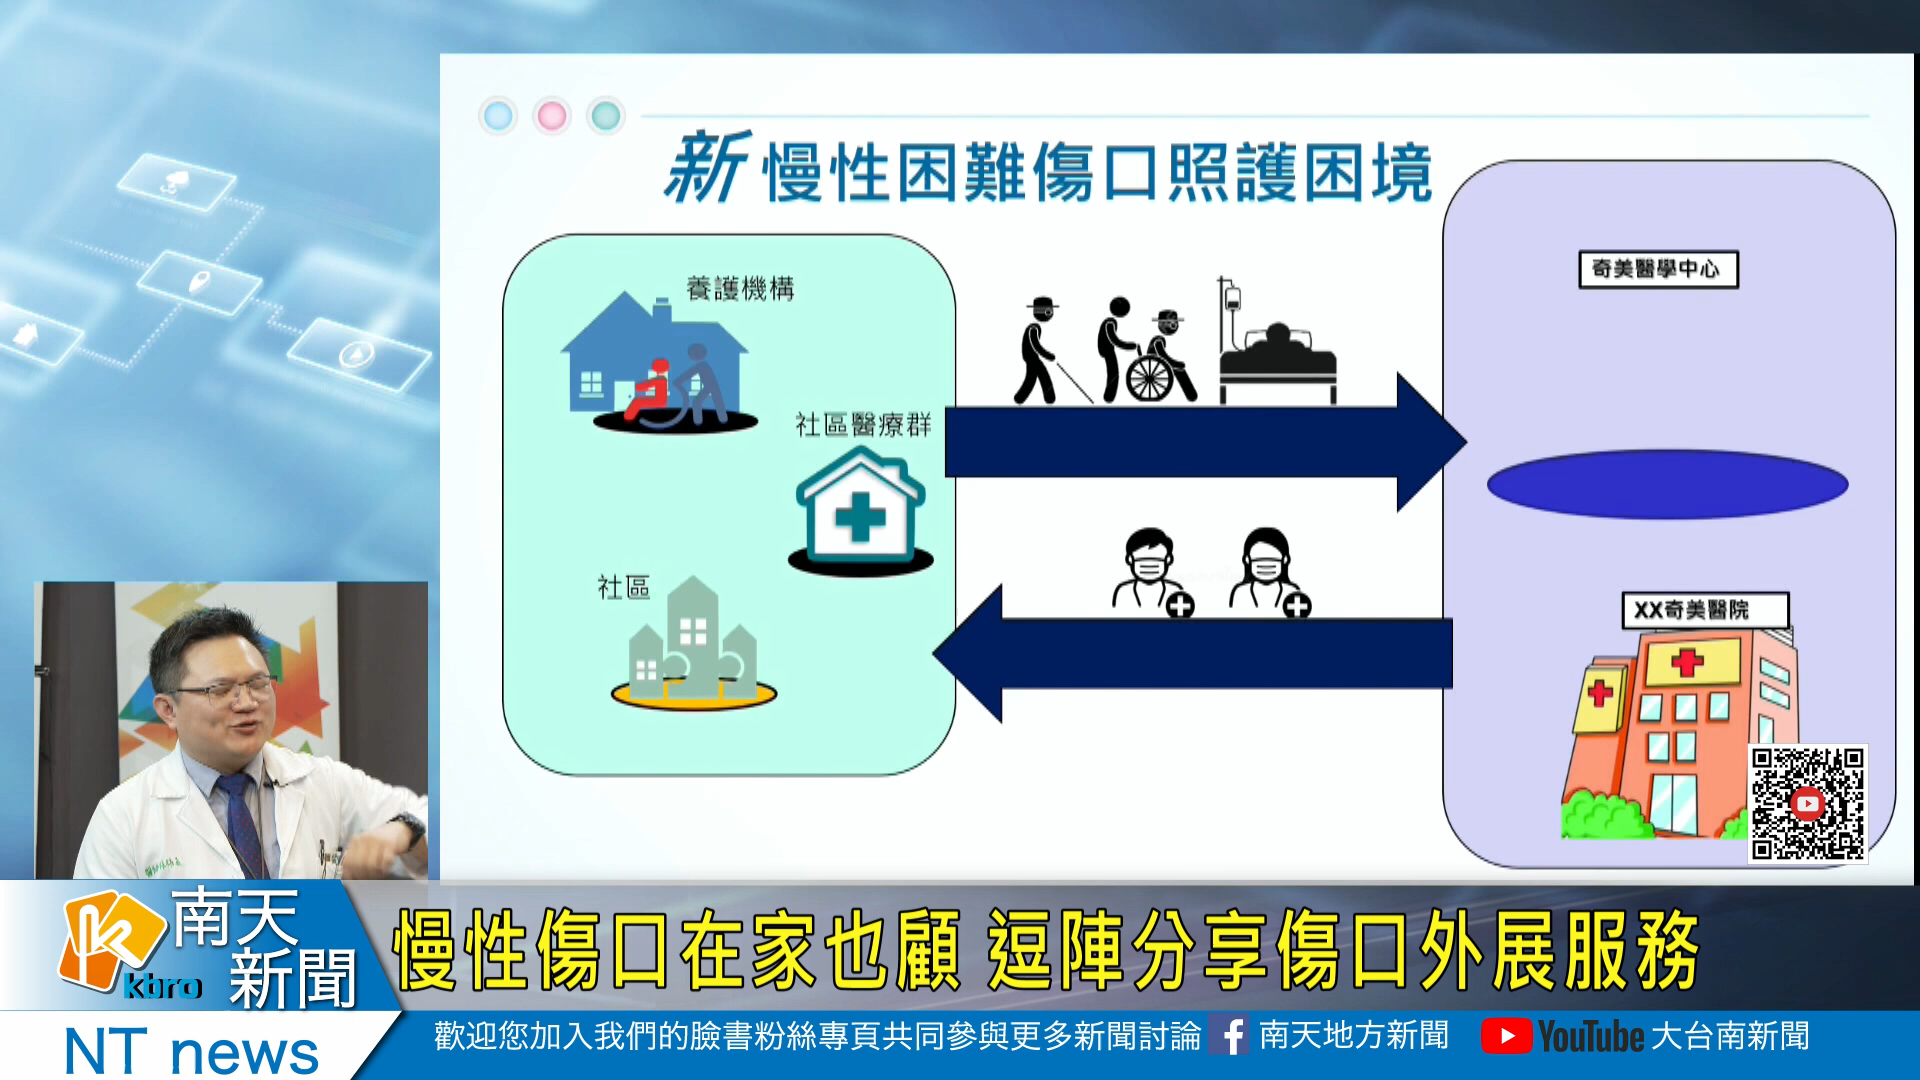 新 慢性困難傷口照護困境
養護機構
社區醫療群
社區
奇美醫學中心
XX奇美醫院
南天
新聞
kbro
慢性傷口在家也顧 逗陣分享傷口外展服務
NT news
歡迎您加入我們的臉書粉絲專頁共同參與更多新聞討論 南天地方新聞 YouTube 大台南新聞